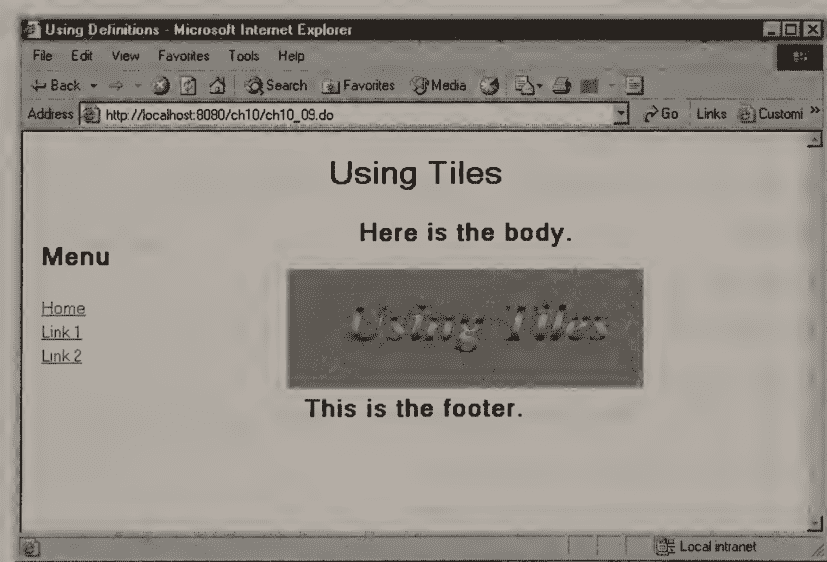 Using Definitions - Microsoft Internet Explorer
File Edit View Favorites Tools Help
Back Search Favorites Media
Address http://localhost:8080/ch10/ch10_09.do Go Links Customi »
Using Tiles
Here is the body.
Menu
Home
Link 1
Link 2
Using Tiles
This is the footer.
Local intranet